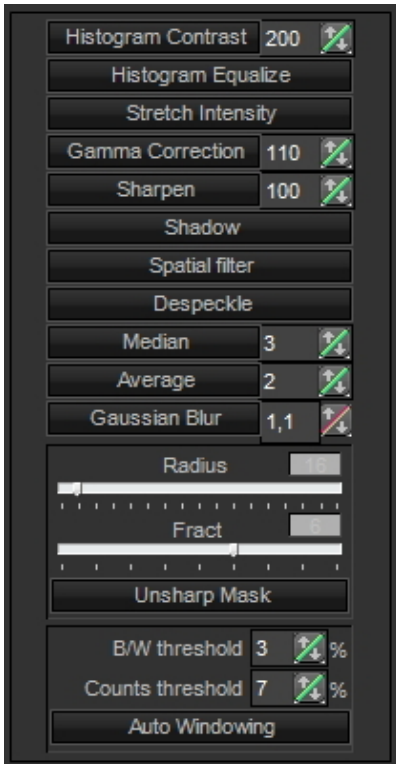 Histogram Contrast 200
Histogram Equalize
Stretch Intensity
Gamma Correction 110
Sharpen 100
Shadow
Spatial filter
Despeckle
Median 3
Average 2
Gaussian Blur 1,1
Radius 16
Fract 6
Unsharp Mask
B/W threshold 3 %
Counts threshold 7 %
Auto Windowing